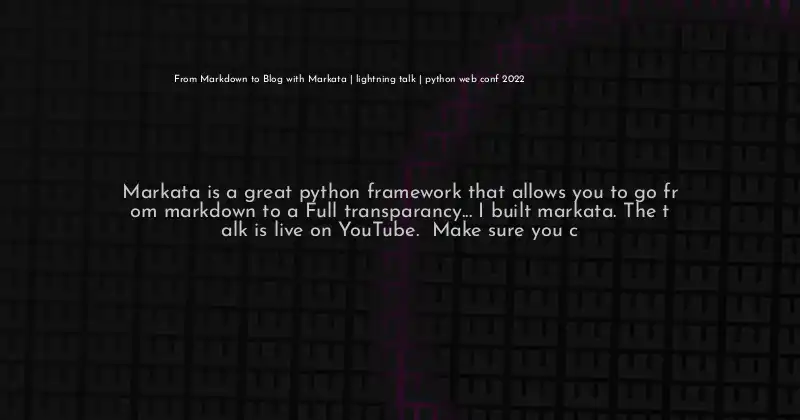 From Markdown to Blog with Markata | lightning talk | python web conf 2022
Markata is a great python framework that allows you to go fr
om markdown to a Full transparancy... I built markata. The t
alk is live on YouTube.  Make sure you c